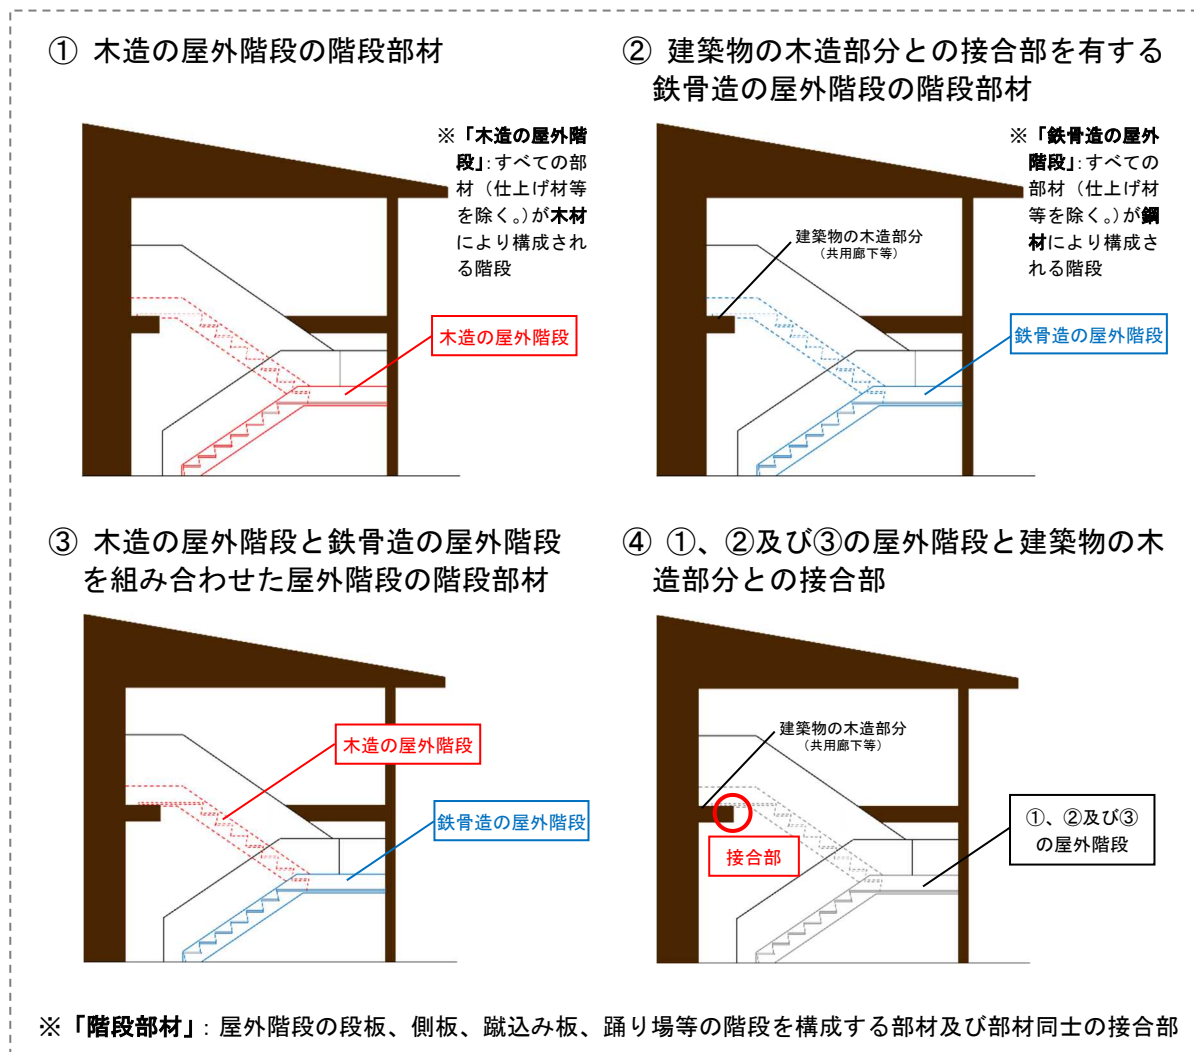 ① 木造の屋外階段の階段部材
※「木造の屋外階
段」：すべての部
材（仕上げ材等
を除く。）が木材
により構成され
る階段
木造の屋外階段
② 建築物の木造部分との接合部を有する
鉄骨造の屋外階段の階段部材
※「鉄骨造の屋外
階段」：すべての
部材（仕上げ材
等を除く。）が鋼
材により構成さ
れる階段
建築物の木造部分
（共用廊下等）
鉄骨造の屋外階段
③ 木造の屋外階段と鉄骨造の屋外階段
を組み合わせた屋外階段の階段部材
木造の屋外階段
鉄骨造の屋外階段
④ ①、②及び③の屋外階段と建築物の木
造部分との接合部
建築物の木造部分
（共用廊下等）
接合部
①、②及び③
の屋外階段
※「階段部材」：屋外階段の段板、側板、蹴込み板、踊り場等の階段を構成する部材及び部材同士の接合部